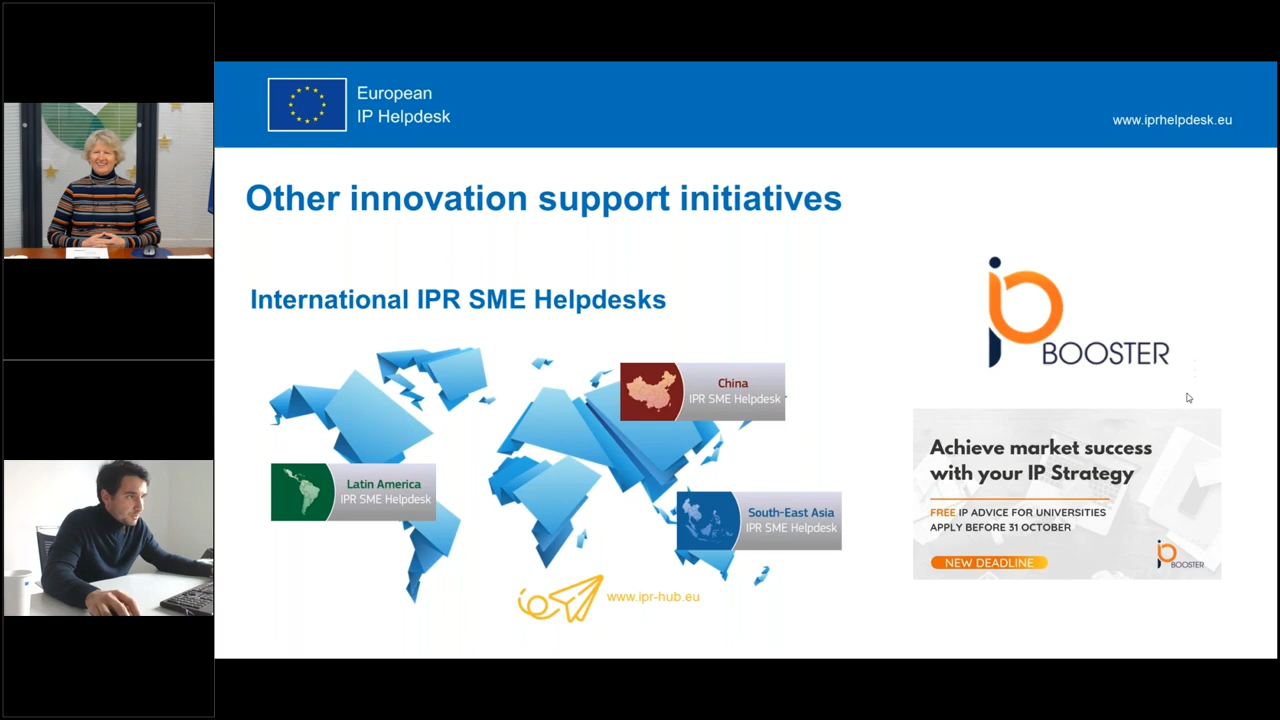 European
IP Helpdesk
www.iprhelpdesk.eu
Other innovation support initiatives
International IPR SME Helpdesks
China
IPR SME Helpdesk
Latin America
IPR SME Helpdesk
South-East Asia
IPR SME Helpdesk
www.ipr-hub.eu
ip
BOOSTER
Achieve market success
with your IP Strategy
FREE IP ADVICE FOR UNIVERSITIES
APPLY BEFORE 31 OCTOBER
NEW DEADLINE
ip
BOOSTER